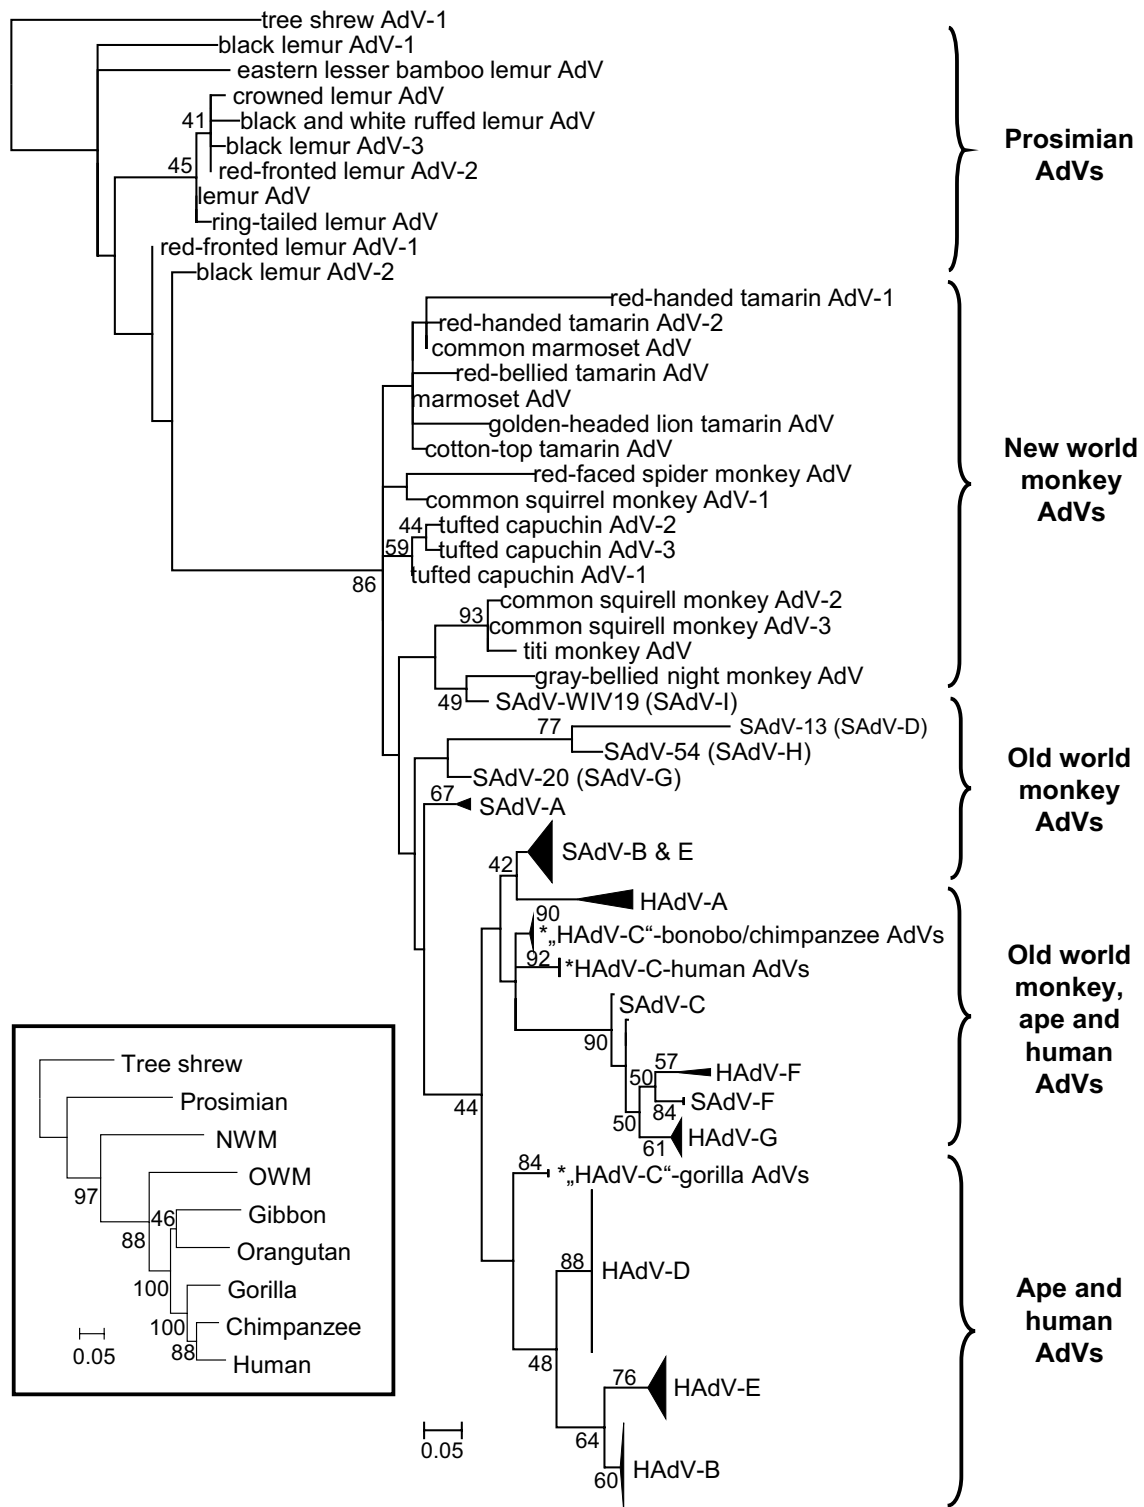 tree shrew AdV-1
black lemur AdV-1
eastern lesser bamboo lemur AdV
crowned lemur AdV
41
black and white ruffed lemur AdV
black lemur AdV-3
45
red-fronted lemur AdV-2
lemur AdV
ring-tailed lemur AdV
red-fronted lemur AdV-1
black lemur AdV-2
Prosimian
AdVs
red-handed tamarin AdV-1
red-handed tamarin AdV-2
common marmoset AdV
red-bellied tamarin AdV
marmoset AdV
golden-headed lion tamarin AdV
cotton-top tamarin AdV
red-faced spider monkey AdV
common squirrel monkey AdV-1
44
tufted capuchin AdV-2
59
tufted capuchin AdV-3
tufted capuchin AdV-1
86
common squirell monkey AdV-2
93
common squirell monkey AdV-3
titi monkey AdV
gray-bellied night monkey AdV
49
SAdV-WIV19 (SAdV-I)
New world
monkey
AdVs
77
SAdV-13 (SAdV-D)
SAdV-54 (SAdV-H)
SAdV-20 (SAdV-G)
67
SAdV-A
SAdV-B & E
Old world
monkey
AdVs
42
HAdV-A
90
*„HAdV-C“-bonobo/chimpanzee AdVs
92
*HAdV-C-human AdVs
SAdV-C
90
57
HAdV-F
50
SAdV-F
84
50
HAdV-G
61
44
Old world
monkey,
ape and
human
AdVs
84
*„HAdV-C“-gorilla AdVs
88
HAdV-D
48
76
HAdV-E
64
HAdV-B
60
Ape and
human
AdVs
0.05
Tree shrew
Prosimian
NWM
97
OWM
88
46
Gibbon
Orangutan
100
Gorilla
100
Chimpanzee
88
Human
0.05